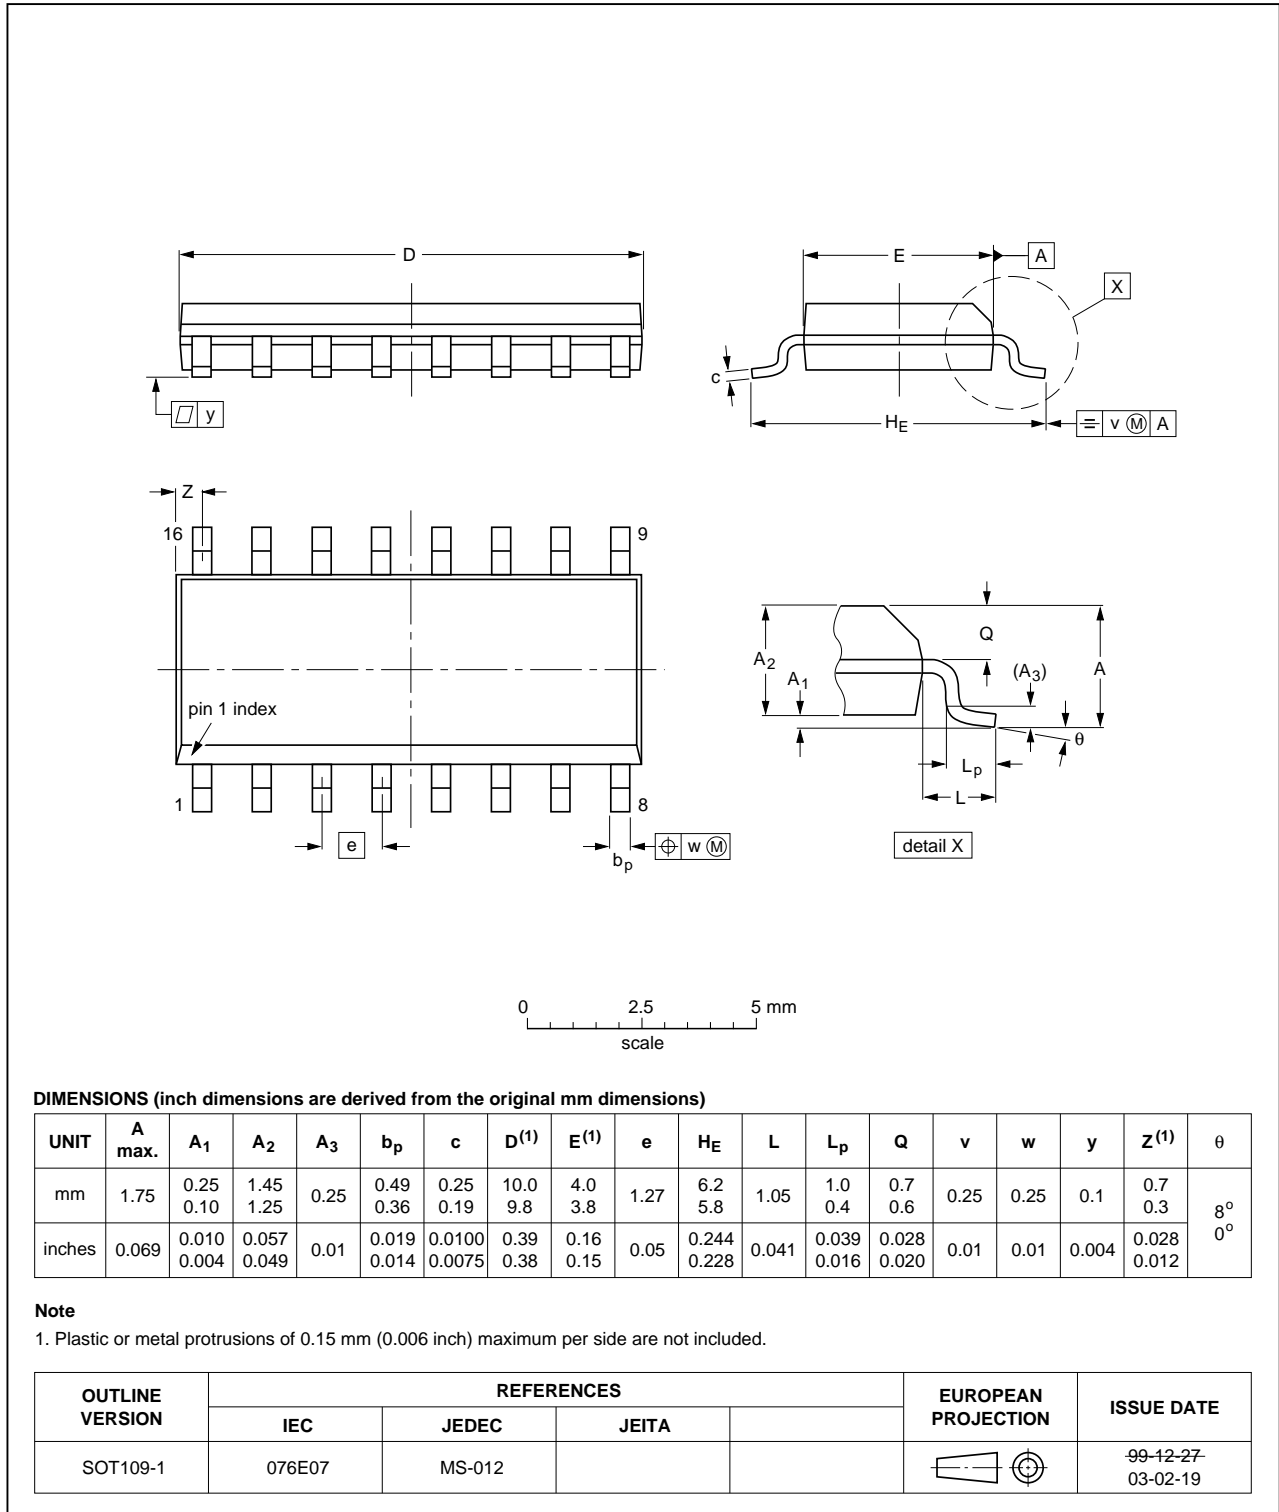 D
E
A
X
c
y
HE
v M A
Z
16
9
pin 1 index
1
8
e
bp
w M
Q
A2
A1
(A3)
A
θ
Lp
L
detail X
0 2.5 5 mm
scale
DIMENSIONS (inch dimensions are derived from the original mm dimensions)
UNIT A max. A1 A2 A3 bp c D(1) E(1) e HE L Lp Q v w y Z(1) θ
mm 1.75 0.25 0.10 1.45 1.25 0.25 0.49 0.36 0.25 0.19 10.0 9.8 4.0 3.8 1.27 6.2 5.8 1.05 1.0 0.4 0.7 0.6 0.25 0.25 0.1 0.7 0.3 8o 0o
inches 0.069 0.010 0.004 0.057 0.049 0.01 0.019 0.014 0.0100 0.0075 0.39 0.38 0.16 0.15 0.05 0.244 0.228 0.041 0.039 0.016 0.028 0.020 0.01 0.01 0.004 0.028 0.012
Note
1. Plastic or metal protrusions of 0.15 mm (0.006 inch) maximum per side are not included.
OUTLINE VERSION REFERENCES EUROPEAN PROJECTION ISSUE DATE
IEC JEDEC JEITA
SOT109-1 076E07 MS-012 99-12-27
03-02-19